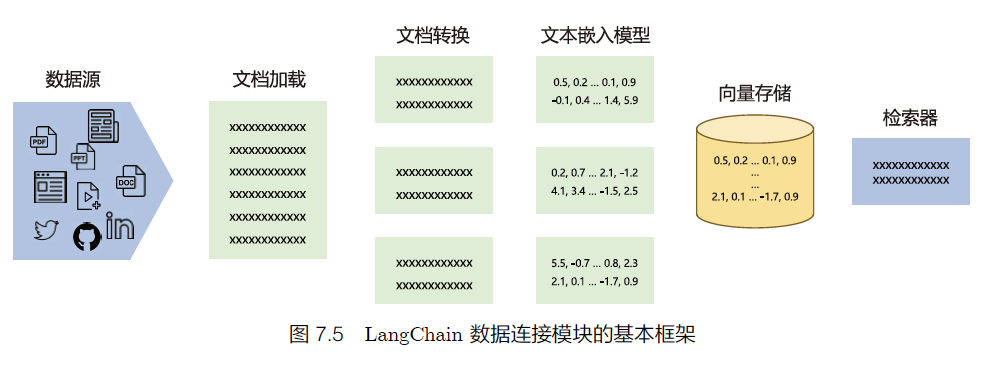 数据源
PDF
PPT
DOC
in
文档加载
xxxxxxxxxxxx
xxxxxxxxxxxx
xxxxxxxxxxxx
xxxxxxxxxxxx
xxxxxxxxxxxx
xxxxxxxxxxxx
文档转换
xxxxxxxxxxxx
xxxxxxxxxxxx
xxxxxxxxxxxx
xxxxxxxxxxxx
xxxxxxxxxxxx
xxxxxxxxxxxx
文本嵌入模型
0.5, 0.2 ... 0.1, 0.9
-0.1, 0.4 ... 1.4, 5.9
0.2, 0.7 ... 2.1, -1.2
4.1, 3.4 ... -1.5, 2.5
5.5, -0.7 ... 0.8, 2.3
2.1, 0.1 ... -1.7, 0.9
向量存储
0.5, 0.2 ... 0.1, 0.9
...
...
2.1, 0.1 ... -1.7, 0.9
检索器
xxxxxxxxxxxx
xxxxxxxxxxxx
图 7.5 LangChain 数据连接模块的基本框架